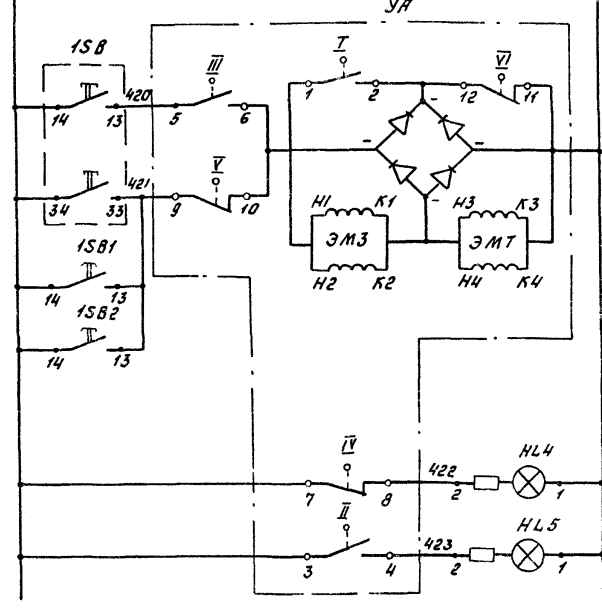 УА
1SB
III
I
VI
420
14 13
5 6
1 2
12 11
V
421
34 33
9 10
H1 K1
H3 K3
ЭМЗ
ЭМТ
H2 K2
H4 K4
1SB1
14 13
1SB2
14 13
IV
HL4
7 8
422
2 1
II
HL5
3 4
423
2 1